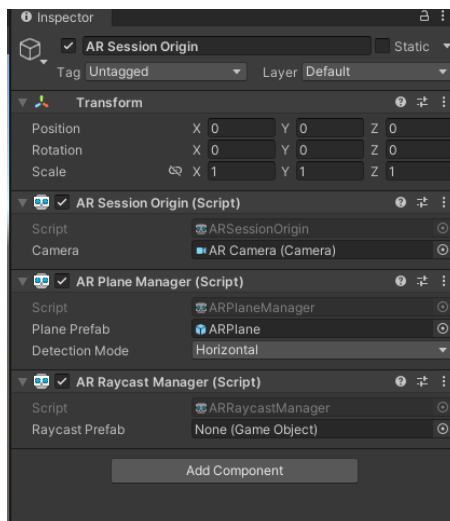 Inspector
AR Session Origin Static
Tag Untagged Layer Default
Transform
Position X 0 Y 0 Z 0
Rotation X 0 Y 0 Z 0
Scale X 1 Y 1 Z 1
AR Session Origin (Script)
Script ARSessionOrigin
Camera AR Camera (Camera)
AR Plane Manager (Script)
Script ARPlaneManager
Plane Prefab ARPlane
Detection Mode Horizontal
AR Raycast Manager (Script)
Script ARRaycastManager
Raycast Prefab None (Game Object)
Add Component